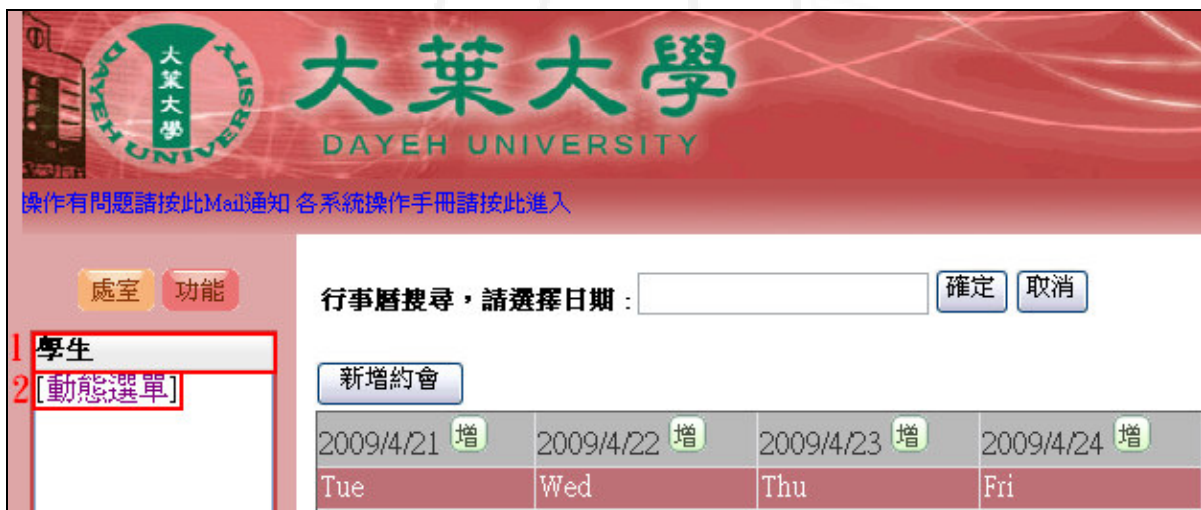 大葉大學
DAYEH UNIVERSITY
大葉大學
DAYEH UNIVERSITY
操作有問題請按此Mail通知 各系統操作手冊請按此進入
處室 功能
行事曆搜尋，請選擇日期: 確定 取消
1 學生
2 [動態選單]
新增約會
2009/4/21 增 2009/4/22 增 2009/4/23 增 2009/4/24 增
Tue Wed Thu Fri